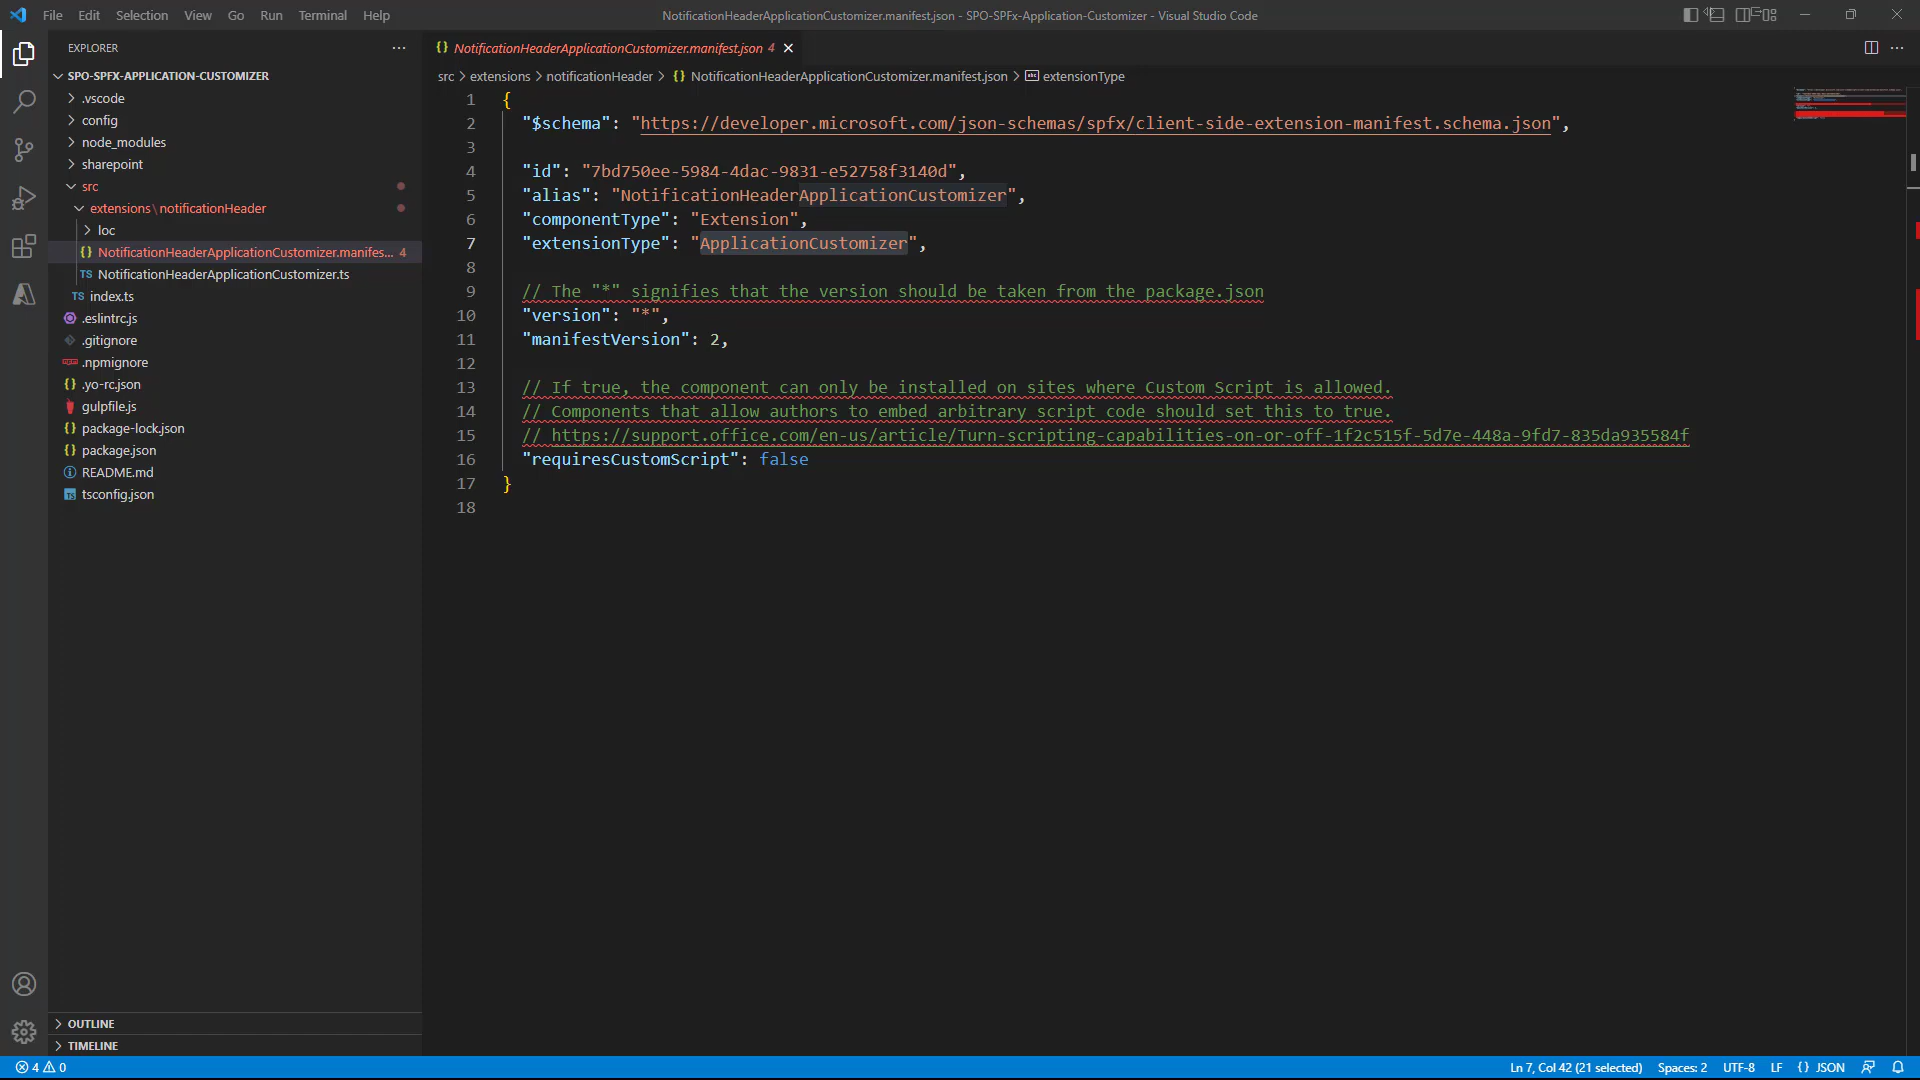 File Edit Selection View Go Run Terminal Help
NotificationHeaderApplicationCustomizer.manifest.json - SPO-SPFx-Application-Customizer - Visual Studio Code
EXPLORER
SPO-SPFX-APPLICATION-CUSTOMIZER
.vscode
config
node_modules
sharepoint
src
extensions\notificationHeader
loc
{} NotificationHeaderApplicationCustomizer.manifes... 4
TS NotificationHeaderApplicationCustomizer.ts
TS index.ts
.eslintrc.js
.gitignore
.npmignore
{} .yo-rc.json
gulpfile.js
{} package-lock.json
{} package.json
README.md
TS tsconfig.json
OUTLINE
TIMELINE
{} NotificationHeaderApplicationCustomizer.manifest.json 4
src > extensions > notificationHeader > {} NotificationHeaderApplicationCustomizer.manifest.json > abc extensionType
1 {
2 "$schema": "https://developer.microsoft.com/json-schemas/spfx/client-side-extension-manifest.schema.json",
3
4 "id": "7bd750ee-5984-4dac-9831-e52758f3140d",
5 "alias": "NotificationHeaderApplicationCustomizer",
6 "componentType": "Extension",
7 "extensionType": "ApplicationCustomizer",
8
9 // The "*" signifies that the version should be taken from the package.json
10 "version": "*",
11 "manifestVersion": 2,
12
13 // If true, the component can only be installed on sites where Custom Script is allowed.
14 // Components that allow authors to embed arbitrary script code should set this to true.
15 // https://support.office.com/en-us/article/Turn-scripting-capabilities-on-or-off-1f2c515f-5d7e-448a-9fd7-835da935584f
16 "requiresCustomScript": false
17 }
18
4 0
Ln 7, Col 42 (21 selected) Spaces: 2 UTF-8 LF {} JSON